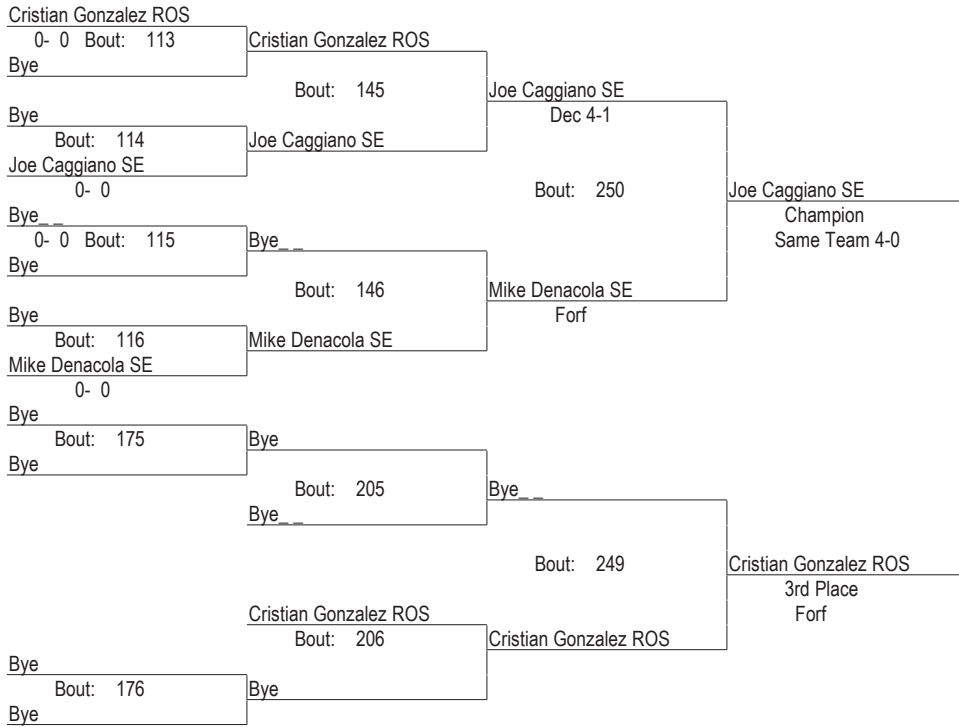 Cristian Gonzalez ROS
0- 0 Bout: 113
Cristian Gonzalez ROS
Bye
Bout: 145
Joe Caggiano SE
Bye
Dec 4-1
Bout: 114
Joe Caggiano SE
Joe Caggiano SE
0- 0
Bout: 250
Joe Caggiano SE
Bye_ _
Champion
0- 0 Bout: 115
Bye_ _
Same Team 4-0
Bye
Bout: 146
Mike Denacola SE
Bye
Forf
Bout: 116
Mike Denacola SE
Mike Denacola SE
0- 0
Bye
Bout: 175
Bye
Bye
Bout: 205
Bye_ _
Bye_ _
Bout: 249
Cristian Gonzalez ROS
3rd Place
Cristian Gonzalez ROS
Forf
Bout: 206
Cristian Gonzalez ROS
Bye
Bout: 176
Bye
Bye